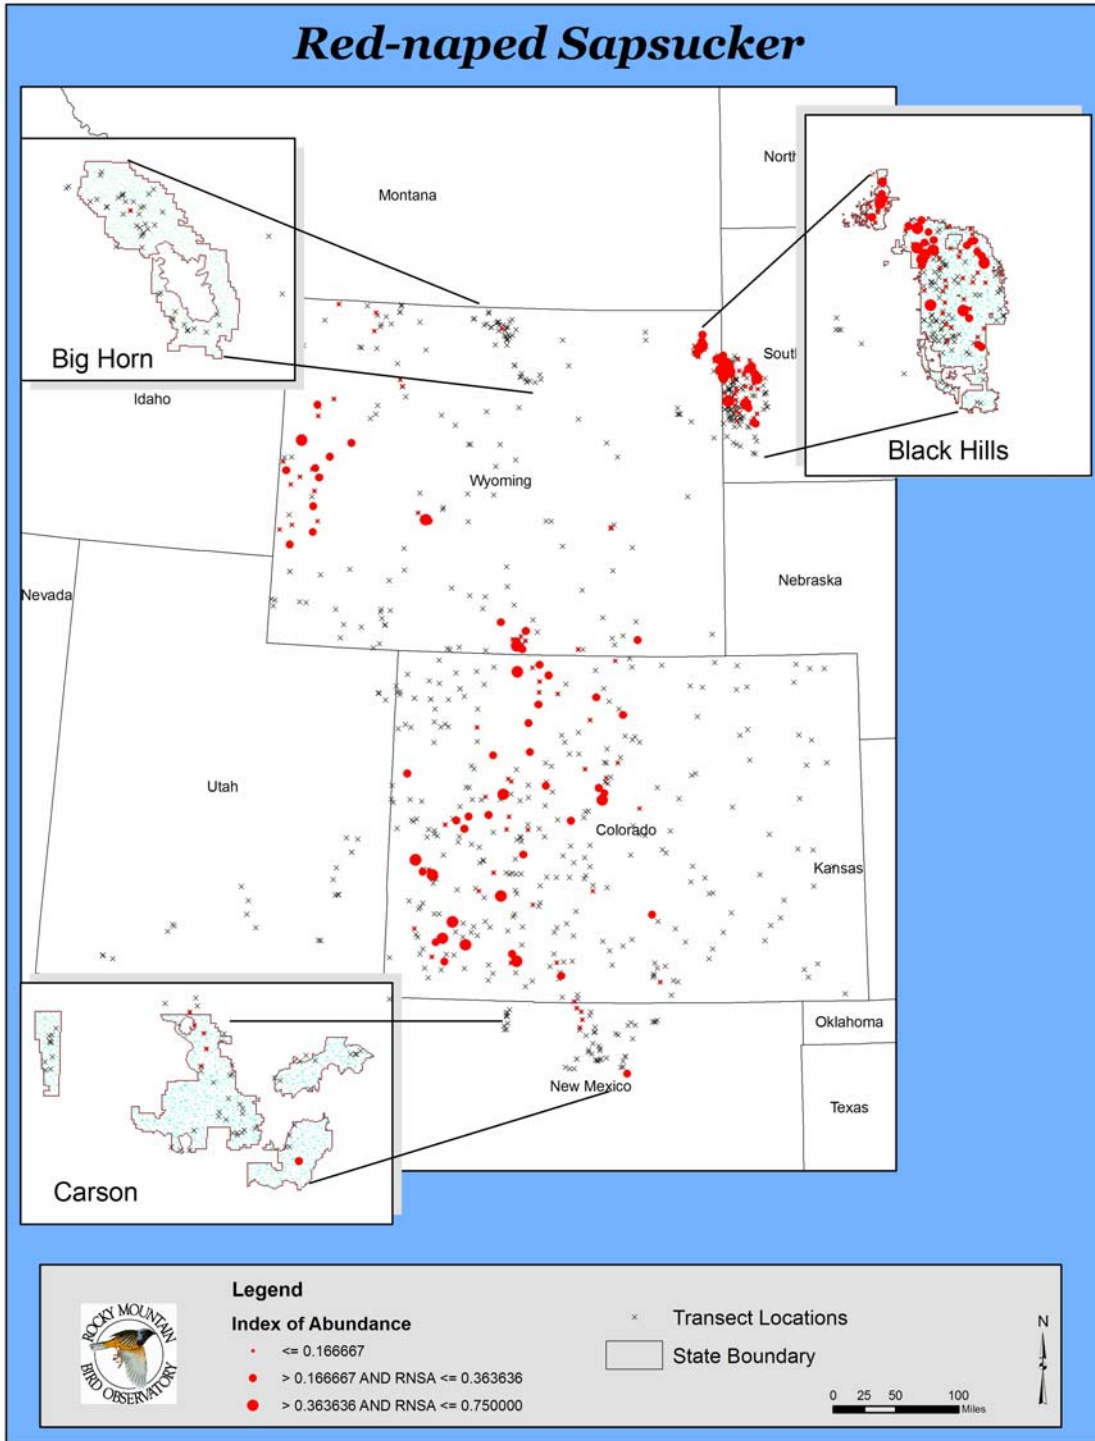 Red-naped Sapsucker
Montana
North
Big Horn
Idaho
South
Black Hills
Wyoming
Nebraska
Nevada
Utah
Colorado
Kansas
Oklahoma
New Mexico
Texas
Carson
Legend
Index of Abundance
<= 0.166667
> 0.166667 AND RNSA <= 0.363636
> 0.363636 AND RNSA <= 0.750000
Transect Locations
State Boundary
ROCKY MOUNTAIN
BIRD OBSERVATORY
N
0 25 50 100
Miles